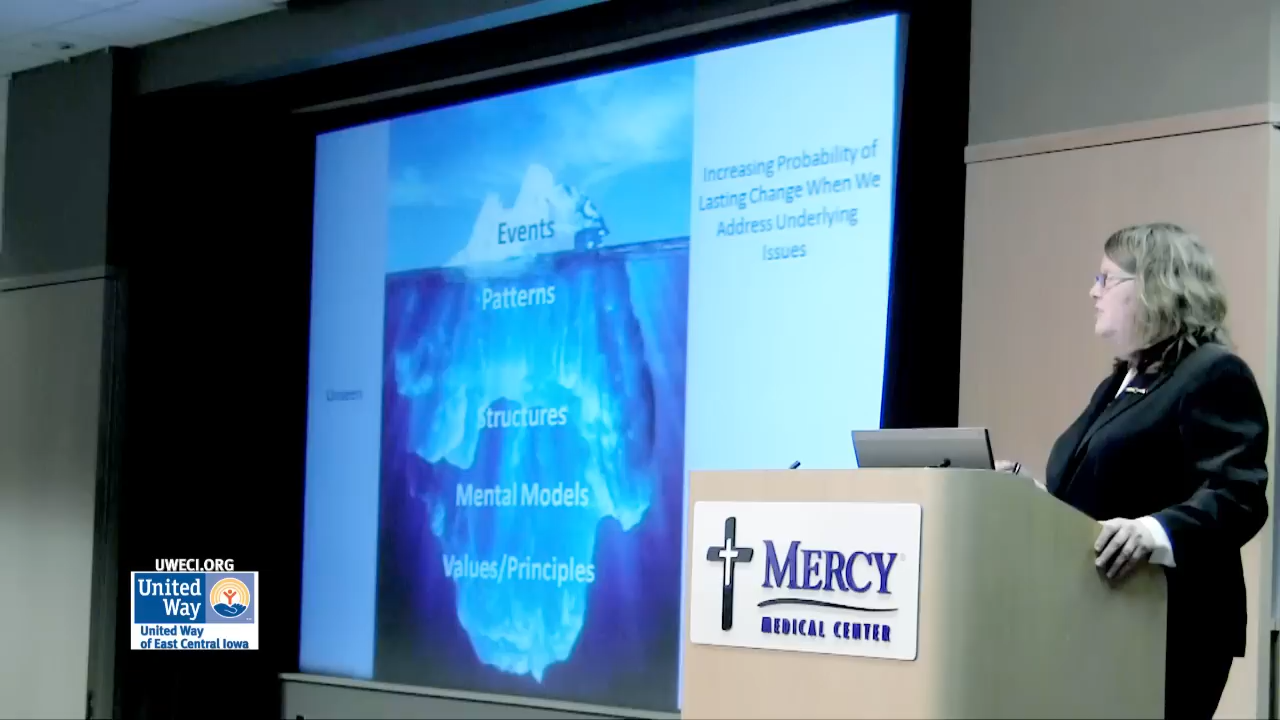 Increasing Probability of
Lasting Change When We
Address Underlying
Issues
Events
Patterns
Unseen
Structures
Mental Models
Values/Principles
MERCY
MEDICAL CENTER
UWECI.ORG
United
Way
United Way
of East Central Iowa